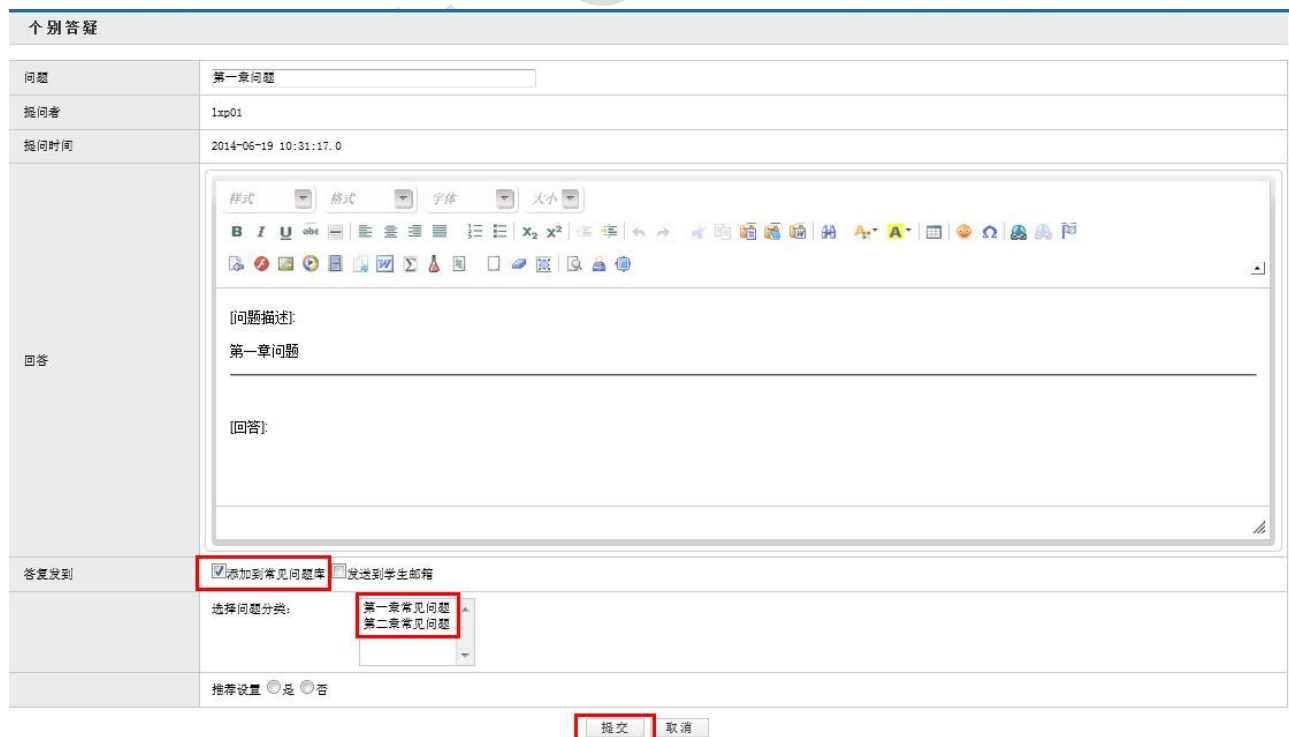 个别答疑
问题 第一章问题
提问者 lxp01
提问时间 2014-06-19 10:31:17.0
样式 格式 字体 大小
B I U abc x₂ x² A A Ω W Σ
回答
[问题描述]:
第一章问题
[回答]:
答复发到 添加到常见问题库 发送到学生邮箱
选择问题分类: 第一章常见问题
第二章常见问题
推荐设置 是 否
提交 取消